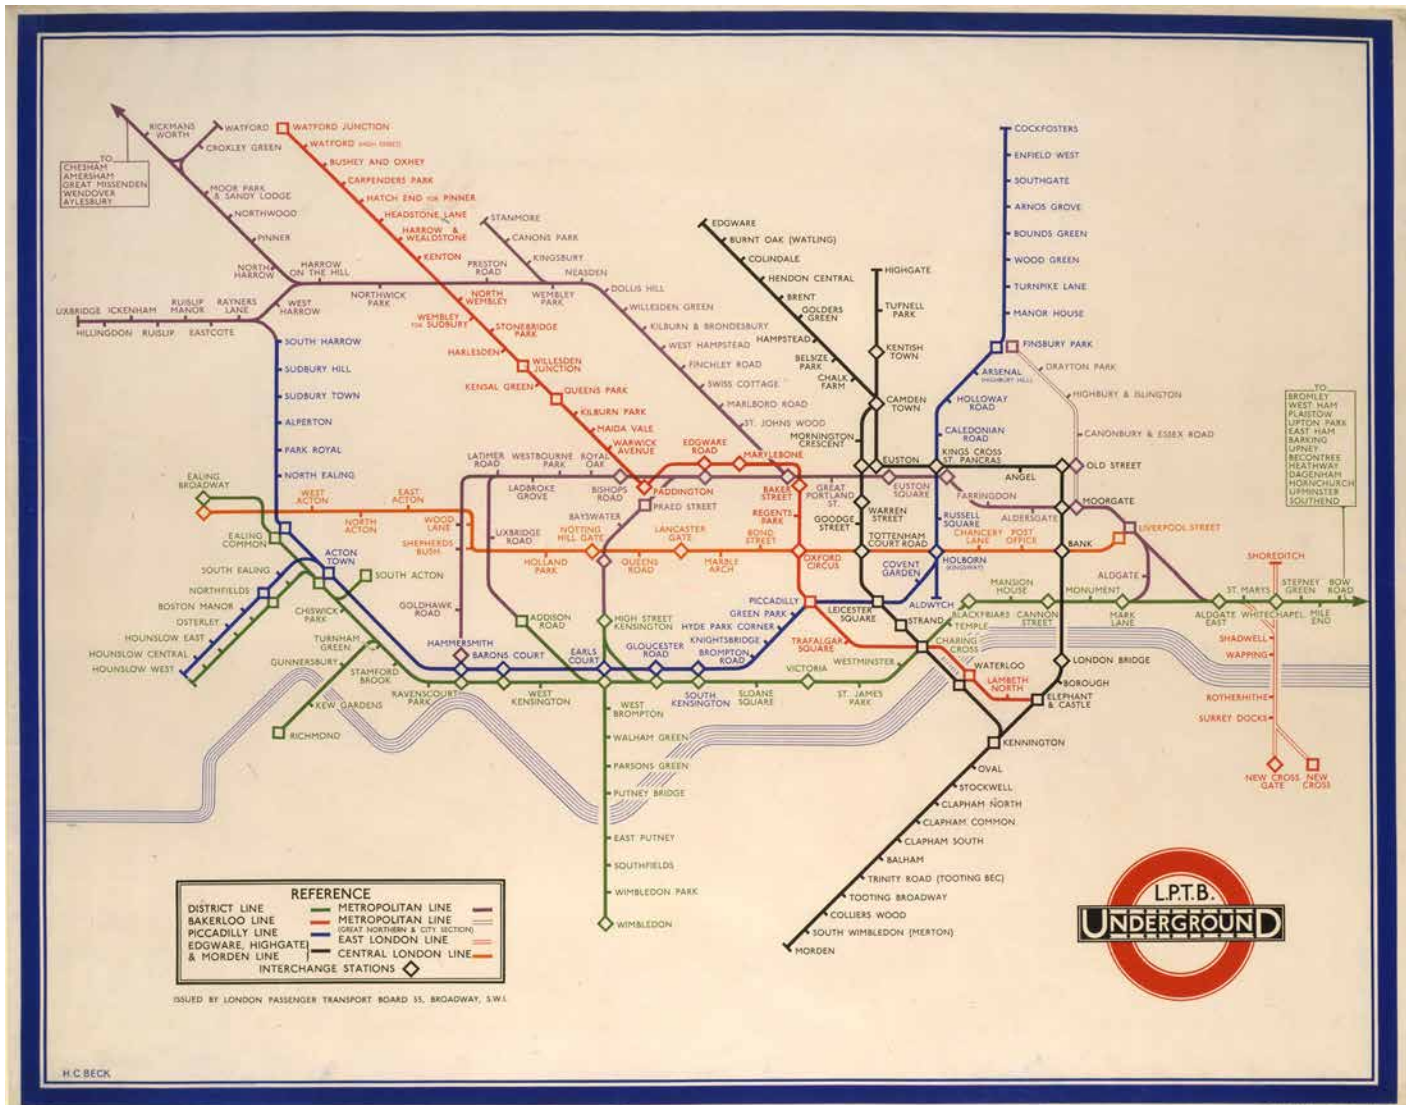 RICKMANS
WORTH
WATFORD
CROXLEY GREEN
TO
CHESHAM
AMERSHAM
GREAT MISSENDEN
WENDOVER
AYLESBURY
MOOR PARK
& SANDY LODGE
NORTHWOOD
PINNER
NORTH
HARROW
HARROW
ON THE HILL
NORTHWICK
PARK
PRESTON
ROAD
WEMBLEY
PARK
NEASDEN
STANMORE
CANONS PARK
KINGSBURY
DOLLIS HILL
WILLESDEN GREEN
KILBURN & BRONDESBURY
WEST HAMPSTEAD
FINCHLEY ROAD
SWISS COTTAGE
MARLBORO ROAD
ST. JOHNS WOOD
WATFORD JUNCTION
WATFORD (HIGH STREET)
BUSHEY AND OXHEY
CARPENDERS PARK
HATCH END FOR PINNER
HEADSTONE LANE
HARROW &
WEALDSTONE
KENTON
NORTH
WEMBLEY
WEMBLEY
FOR SUDBURY
STONEBRIDGE
PARK
HARLESDEN
WILLESDEN
JUNCTION
KENSAL GREEN
QUEENS PARK
KILBURN PARK
MAIDA VALE
WARWICK
AVENUE
PADDINGTON
EDGWARE
ROAD
MARYLEBONE
BAKER
STREET
REGENTS
PARK
OXFORD
CIRCUS
PICCADILLY
TRAFALGAR
SQUARE
CHARING
CROSS
WATERLOO
LAMBETH
NORTH
ELEPHANT
& CASTLE
UXBRIDGE
HILLINGDON
ICKENHAM
RUISLIP
RUISLIP
MANOR
EASTCOTE
RAYNERS
LANE
WEST
HARROW
SOUTH HARROW
SUDBURY HILL
SUDBURY TOWN
ALPERTON
PARK ROYAL
NORTH EALING
EALING
BROADWAY
EALING
COMMON
ACTON
TOWN
SOUTH EALING
NORTHFIELDS
BOSTON MANOR
OSTERLEY
HOUNSLOW EAST
HOUNSLOW CENTRAL
HOUNSLOW WEST
SOUTH ACTON
CHISWICK
PARK
TURNHAM
GREEN
GUNNERSBURY
KEW GARDENS
RICHMOND
STAMFORD
BROOK
RAVENSCOURT
PARK
HAMMERSMITH
BARONS COURT
WEST
KENSINGTON
EARLS
COURT
GLOUCESTER
ROAD
SOUTH
KENSINGTON
BROMPTON
ROAD
KNIGHTSBRIDGE
HYDE PARK CORNER
GREEN PARK
SLOANE
SQUARE
VICTORIA
ST. JAMES
PARK
WESTMINSTER
WEST
ACTON
NORTH
ACTON
EAST
ACTON
WOOD
LANE
SHEPHERDS
BUSH
GOLDHAWK
ROAD
LATIMER
ROAD
LADBROKE
GROVE
WESTBOURNE
PARK
ROYAL
OAK
BISHOPS
ROAD
UXBRIDGE
ROAD
ADDISON
ROAD
PRAED STREET
BAYSWATER
NOTTING
HILL GATE
HOLLAND
PARK
QUEENS
ROAD
LANCASTER
GATE
MARBLE
ARCH
BOND
STREET
HIGH STREET
KENSINGTON
WEST
BROMPTON
WALHAM GREEN
PARSONS GREEN
PUTNEY BRIDGE
EAST PUTNEY
SOUTHFIELDS
WIMBLEDON PARK
WIMBLEDON
EDGWARE
BURNT OAK (WATLING)
COLINDALE
HENDON CENTRAL
BRENT
GOLDERS
GREEN
HAMPSTEAD
BELSIZE
PARK
CHALK
FARM
HIGHGATE
TUFNELL
PARK
KENTISH
TOWN
CAMDEN
TOWN
MORNINGTON
CRESCENT
EUSTON
WARREN
STREET
GOODGE
STREET
TOTTENHAM
COURT ROAD
LEICESTER
SQUARE
STRAND
GREAT
PORTLAND
ST.
EUSTON
SQUARE
KINGS CROSS
ST. PANCRAS
ANGEL
OLD STREET
MOORGATE
BANK
LONDON BRIDGE
BOROUGH
KENNINGTON
OVAL
STOCKWELL
CLAPHAM NORTH
CLAPHAM COMMON
CLAPHAM SOUTH
BALHAM
TRINITY ROAD (TOOTING BEC)
TOOTING BROADWAY
COLLIERS WOOD
SOUTH WIMBLEDON (MERTON)
MORDEN
COCKFOSTERS
ENFIELD WEST
SOUTHGATE
ARNOS GROVE
BOUNDS GREEN
WOOD GREEN
TURNPIKE LANE
MANOR HOUSE
FINSBURY PARK
ARSENAL
(HIGHBURY HILL)
HOLLOWAY
ROAD
CALEDONIAN
ROAD
RUSSELL
SQUARE
HOLBORN
(KINGSWAY)
COVENT
GARDEN
ALDWYCH
DRAYTON PARK
HIGHBURY & ISLINGTON
CANONBURY & ESSEX ROAD
FARRINGDON
ALDERSGATE
CHANCERY
LANE
POST
OFFICE
LIVERPOOL STREET
ALDGATE
TEMPLE
BLACKFRIARS
MANSION
HOUSE
CANNON
STREET
MONUMENT
MARK
LANE
ALDGATE
EAST
ST. MARYS
WHITECHAPEL
STEPNEY
GREEN
MILE
END
BOW
ROAD
SHOREDITCH
SHADWELL
WAPPING
ROTHERHITHE
SURREY DOCKS
NEW CROSS
GATE
NEW
CROSS
TO
BROMLEY
WEST HAM
PLAISTOW
UPTON PARK
EAST HAM
BARKING
UPNEY
BECONTREE
HEATHWAY
DAGENHAM
HORNCHURCH
UPMINSTER
SOUTHEND
REFERENCE
DISTRICT LINE
BAKERLOO LINE
PICCADILLY LINE
EDGWARE, HIGHGATE
& MORDEN LINE
METROPOLITAN LINE
METROPOLITAN LINE
(GREAT NORTHERN & CITY SECTION)
EAST LONDON LINE
CENTRAL LONDON LINE
INTERCHANGE STATIONS
ISSUED BY LONDON PASSENGER TRANSPORT BOARD 55, BROADWAY, S.W.1.
L.P.T.B.
UNDERGROUND
H.C. BECK